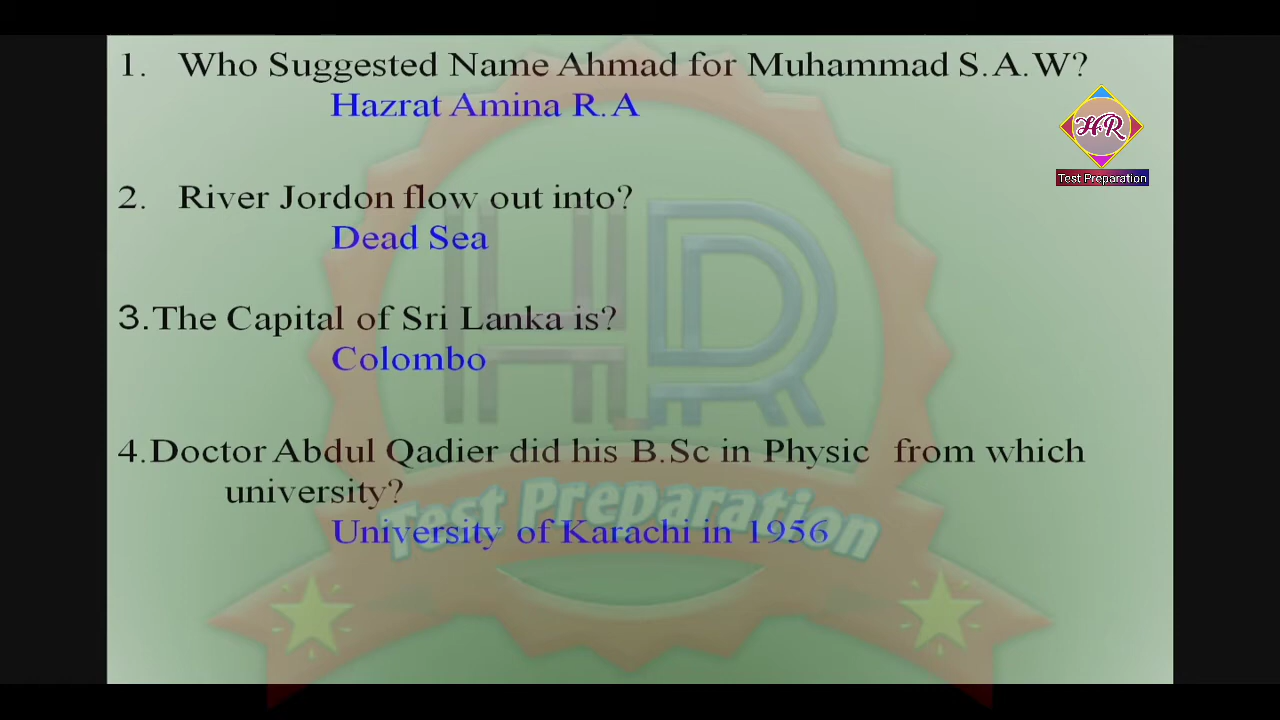 1. Who Suggested Name Ahmad for Muhammad S.A.W?
Hazrat Amina R.A
HR
Test Preparation
2. River Jordon flow out into?
Dead Sea
3.The Capital of Sri Lanka is?
Colombo
4.Doctor Abdul Qadier did his B.Sc in Physic from which
university?
University of Karachi in 1956
HR
Test Preparation